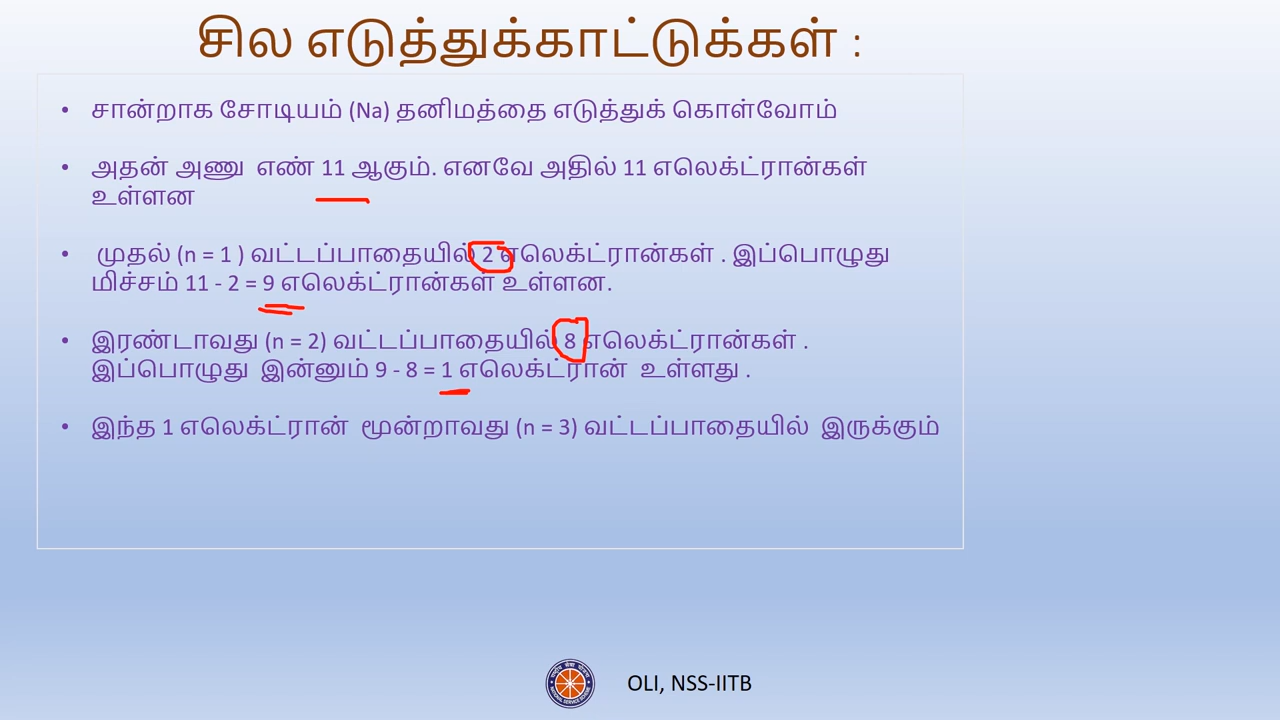 சில எடுத்துக்காட்டுக்கள் :
• சான்றாக சோடியம் (Na) தனிமத்தை எடுத்துக் கொள்வோம்
• அதன் அணு எண் 11 ஆகும். எனவே அதில் 11 எலெக்ட்ரான்கள்
உள்ளன
• முதல் (n = 1 ) வட்டப்பாதையில் 2 எலெக்ட்ரான்கள் . இப்பொழுது
மிச்சம் 11 - 2 = 9 எலெக்ட்ரான்கள் உள்ளன.
• இரண்டாவது (n = 2) வட்டப்பாதையில் 8 எலெக்ட்ரான்கள் .
இப்பொழுது இன்னும் 9 - 8 = 1 எலெக்ட்ரான் உள்ளது .
• இந்த 1 எலெக்ட்ரான் மூன்றாவது (n = 3) வட்டப்பாதையில் இருக்கும்
OLI, NSS-IITB